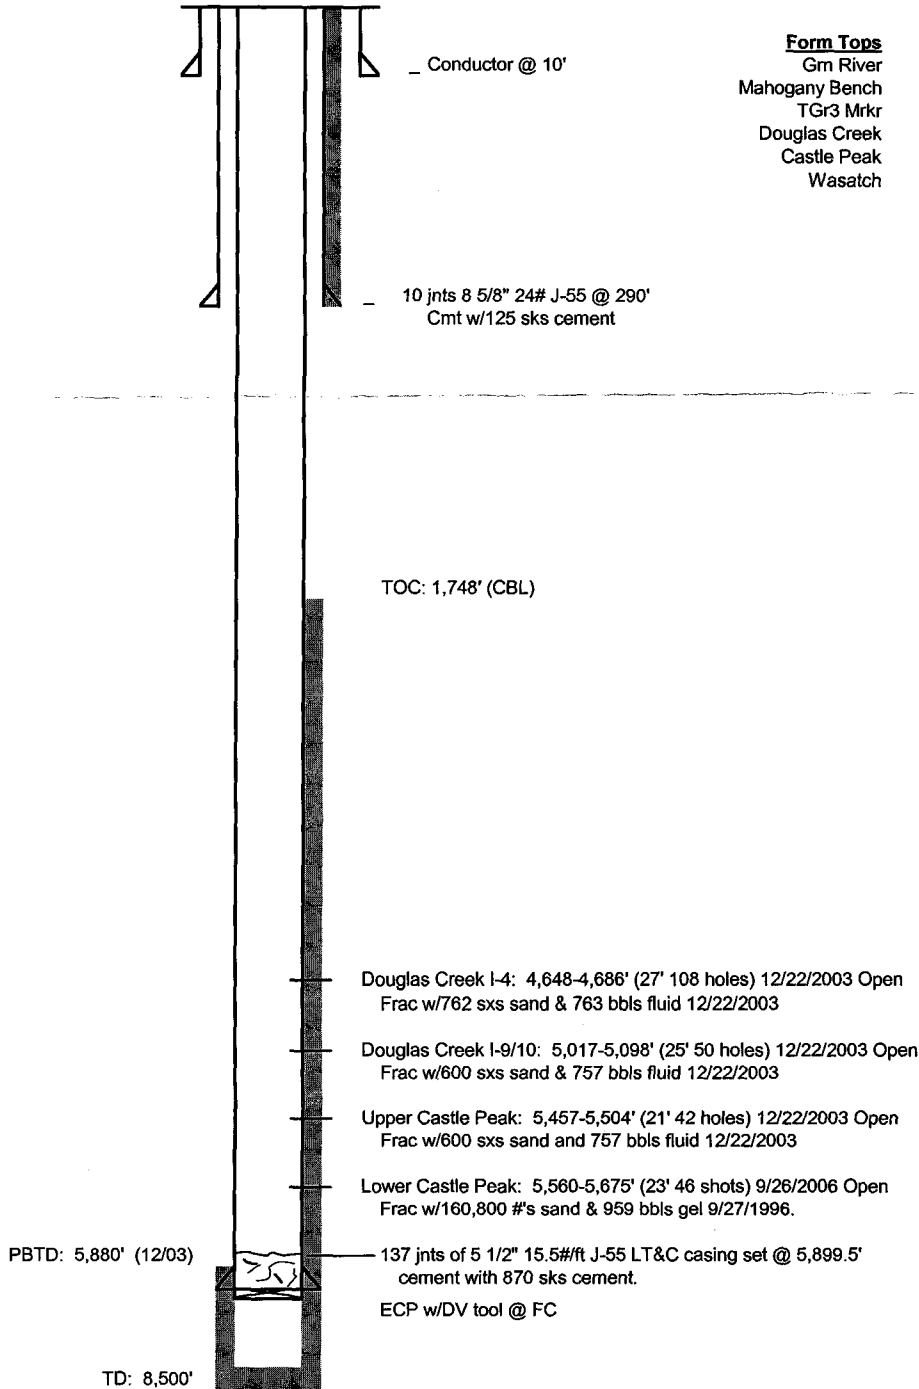 Form Tops
Grn River
Mahogany Bench
TGr3 Mrkr
Douglas Creek
Castle Peak
Wasatch
Conductor @ 10'
10 jnts 8 5/8" 24# J-55 @ 290'
Cmt w/125 sks cement
TOC: 1,748' (CBL)
Douglas Creek I-4: 4,648-4,686' (27' 108 holes) 12/22/2003 Open
Frac w/762 sxs sand & 763 bbls fluid 12/22/2003
Douglas Creek I-9/10: 5,017-5,098' (25' 50 holes) 12/22/2003 Open
Frac w/600 sxs sand & 757 bbls fluid 12/22/2003
Upper Castle Peak: 5,457-5,504' (21' 42 holes) 12/22/2003 Open
Frac w/600 sxs sand and 757 bbls fluid 12/22/2003
Lower Castle Peak: 5,560-5,675' (23' 46 shots) 9/26/2006 Open
Frac w/160,800 #'s sand & 959 bbls gel 9/27/1996.
PBTD: 5,880' (12/03)
137 jnts of 5 1/2" 15.5#/ft J-55 LT&C casing set @ 5,899.5'
cement with 870 sks cement.
ECP w/DV tool @ FC
TD: 8,500'